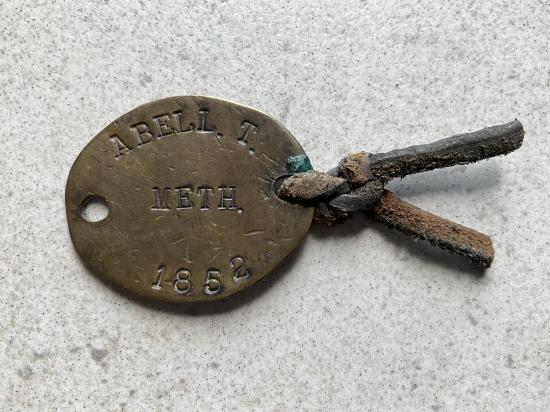 ABELL. T.
METH.
1852